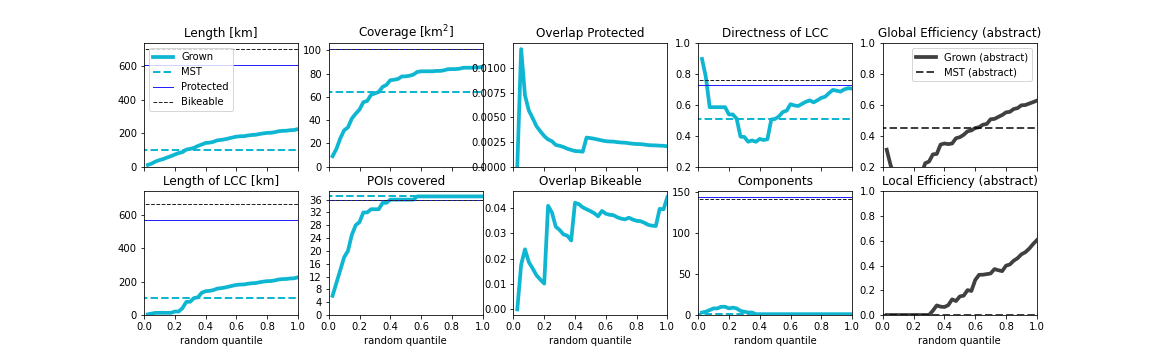 Length [km]
600
400
200
0
Grown
MST
Protected
Bikeable
Coverage [km²]
100
80
60
40
20
0
Overlap Protected
0.0100
0.0075
0.0050
0.0025
0.0000
Directness of LCC
1.0
0.8
0.6
0.4
0.2
Global Efficiency (abstract)
1.0
0.8
0.6
0.4
0.2
Grown (abstract)
MST (abstract)
Length of LCC [km]
600
400
200
0
0.0 0.2 0.4 0.6 0.8 1.0
random quantile
POIs covered
36
32
28
24
20
16
12
8
4
0
0.0 0.2 0.4 0.6 0.8 1.0
random quantile
Overlap Bikeable
0.04
0.03
0.02
0.01
0.00
0.0 0.2 0.4 0.6 0.8 1.0
random quantile
Components
150
100
50
0
0.0 0.2 0.4 0.6 0.8 1.0
random quantile
Local Efficiency (abstract)
1.0
0.8
0.6
0.4
0.2
0.0
0.0 0.2 0.4 0.6 0.8 1.0
random quantile